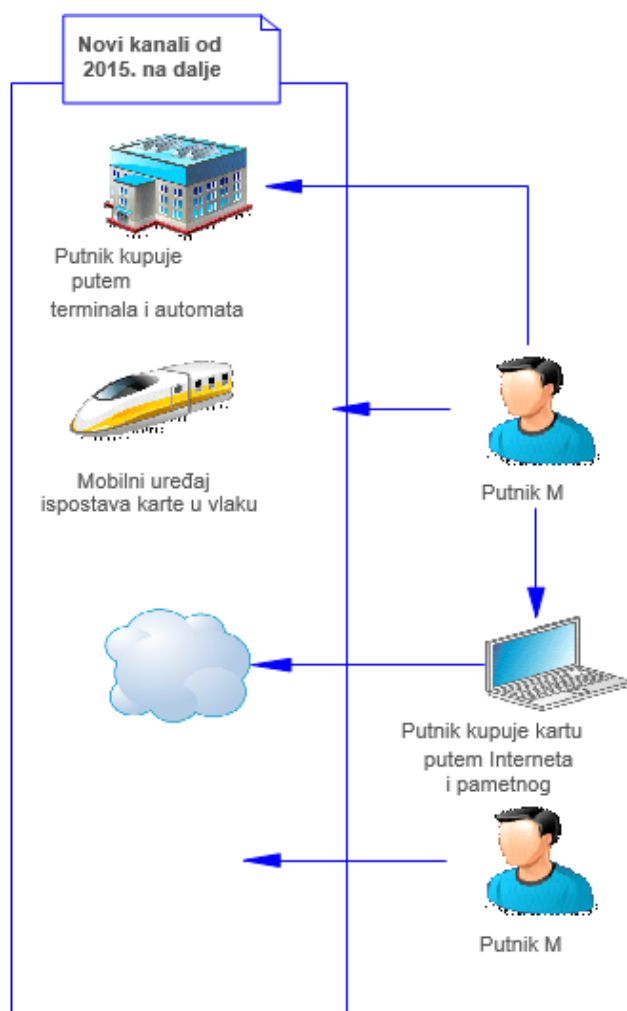 Novi kanali od
2015. na dalje
Putnik kupuje
putem
terminala i automata
Mobilni uređaj
ispostava karte u vlaku
Putnik M
Putnik kupuje kartu
putem Interneta
i pametnog
Putnik M